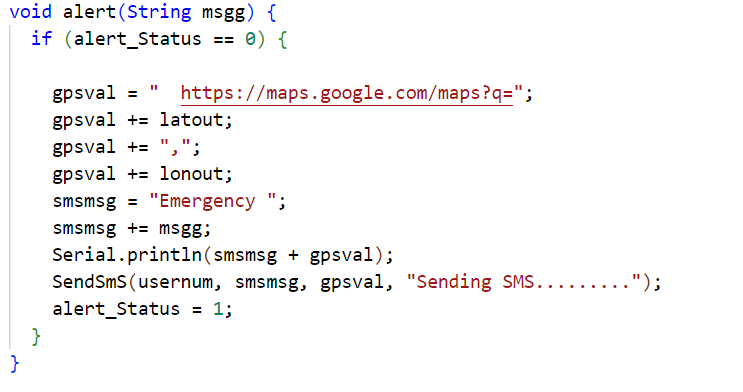 void alert(String msgg) {
if (alert_Status == 0) {
gpsval = "  https://maps.google.com/maps?q=";
gpsval += latout;
gpsval += ",";
gpsval += lonout;
smsmsg = "Emergency ";
smsmsg += msgg;
Serial.println(smsmsg + gpsval);
SendSmS(usernum, smsmsg, gpsval, "Sending SMS.........");
alert_Status = 1;
}
}